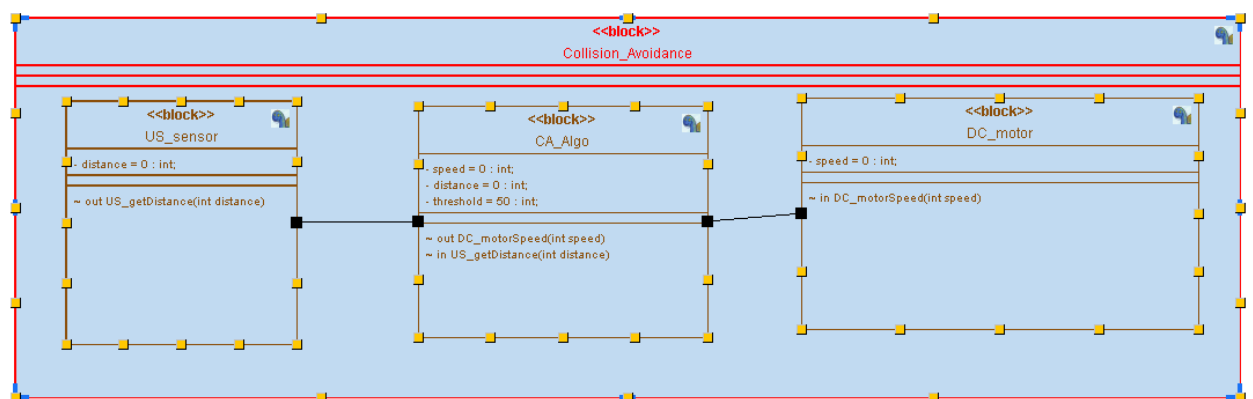 <<block>>
Collision_Avoidance
<<block>>
US_sensor
- distance = 0 : int;
~ out US_getDistance(int distance)
<<block>>
CA_Algo
- speed = 0 : int;
- distance = 0 : int;
- threshold = 50 : int;
~ out DC_motorSpeed(int speed)
~ in US_getDistance(int distance)
<<block>>
DC_motor
- speed = 0 : int;
~ in DC_motorSpeed(int speed)